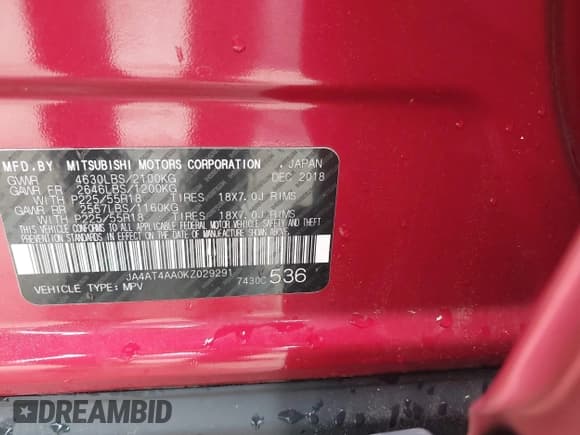 MFD.BY MITSUBISHI MOTORS CORPORATION , JAPAN
GVWR 4630LBS/2100KG DEC 2018
GAWR FR 2646LBS/1200KG
WITH P225/55R18 TIRES 18X7.0J RIMS
GAWR RR 2557LBS/1160KG
WITH P225/55R18 TIRES 18X7.0J RIMS
THIS VEHICLE CONFORMS TO ALL APPLICABLE FEDERAL MOTOR VEHICLE SAFETY AND THEFT
PREVENTION STANDARDS IN EFFECT ON THE DATE OF MANUFACTURE SHOWN ABOVE.
JA4AT4AA0KZ029291 7430C 536
VEHICLE TYPE: MPV
DREAMBID